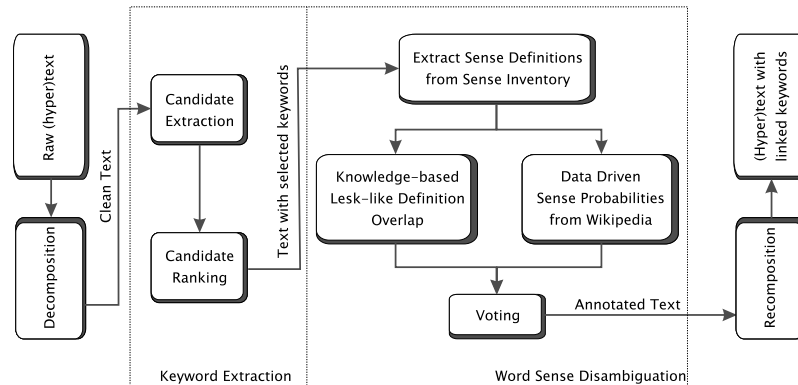 Raw (hyper)text
Decomposition
Clean Text
Candidate
Extraction
Candidate
Ranking
Keyword Extraction
Text with selected keywords
Extract Sense Definitions
from Sense Inventory
Knowledge-based
Lesk-like Definition
Overlap
Data Driven
Sense Probabilities
from Wikipedia
Voting
Word Sense Disambiguation
Annotated Text
Recomposition
(Hyper)text with
linked keywords